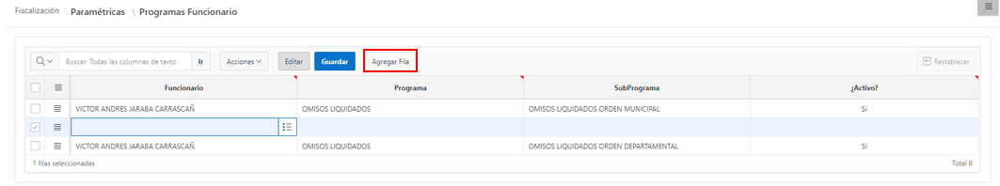 Fiscalización \ Paramétricas \ Programas Funcionario
Buscar: Todas las columnas de texto Ir Acciones Editar Guardar Agregar Fila Restablecer
Funcionario Programa SubPrograma ¿Activo?
VICTOR ANDRES JARABA CARRASCAÑ OMISOS LIQUIDADOS OMISOS LIQUIDADOS ORDEN MUNICIPAL Sí
VICTOR ANDRES JARABA CARRASCAÑ OMISOS LIQUIDADOS OMISOS LIQUIDADOS ORDEN DEPARTAMENTAL Sí
1 filas seleccionadas Total 8